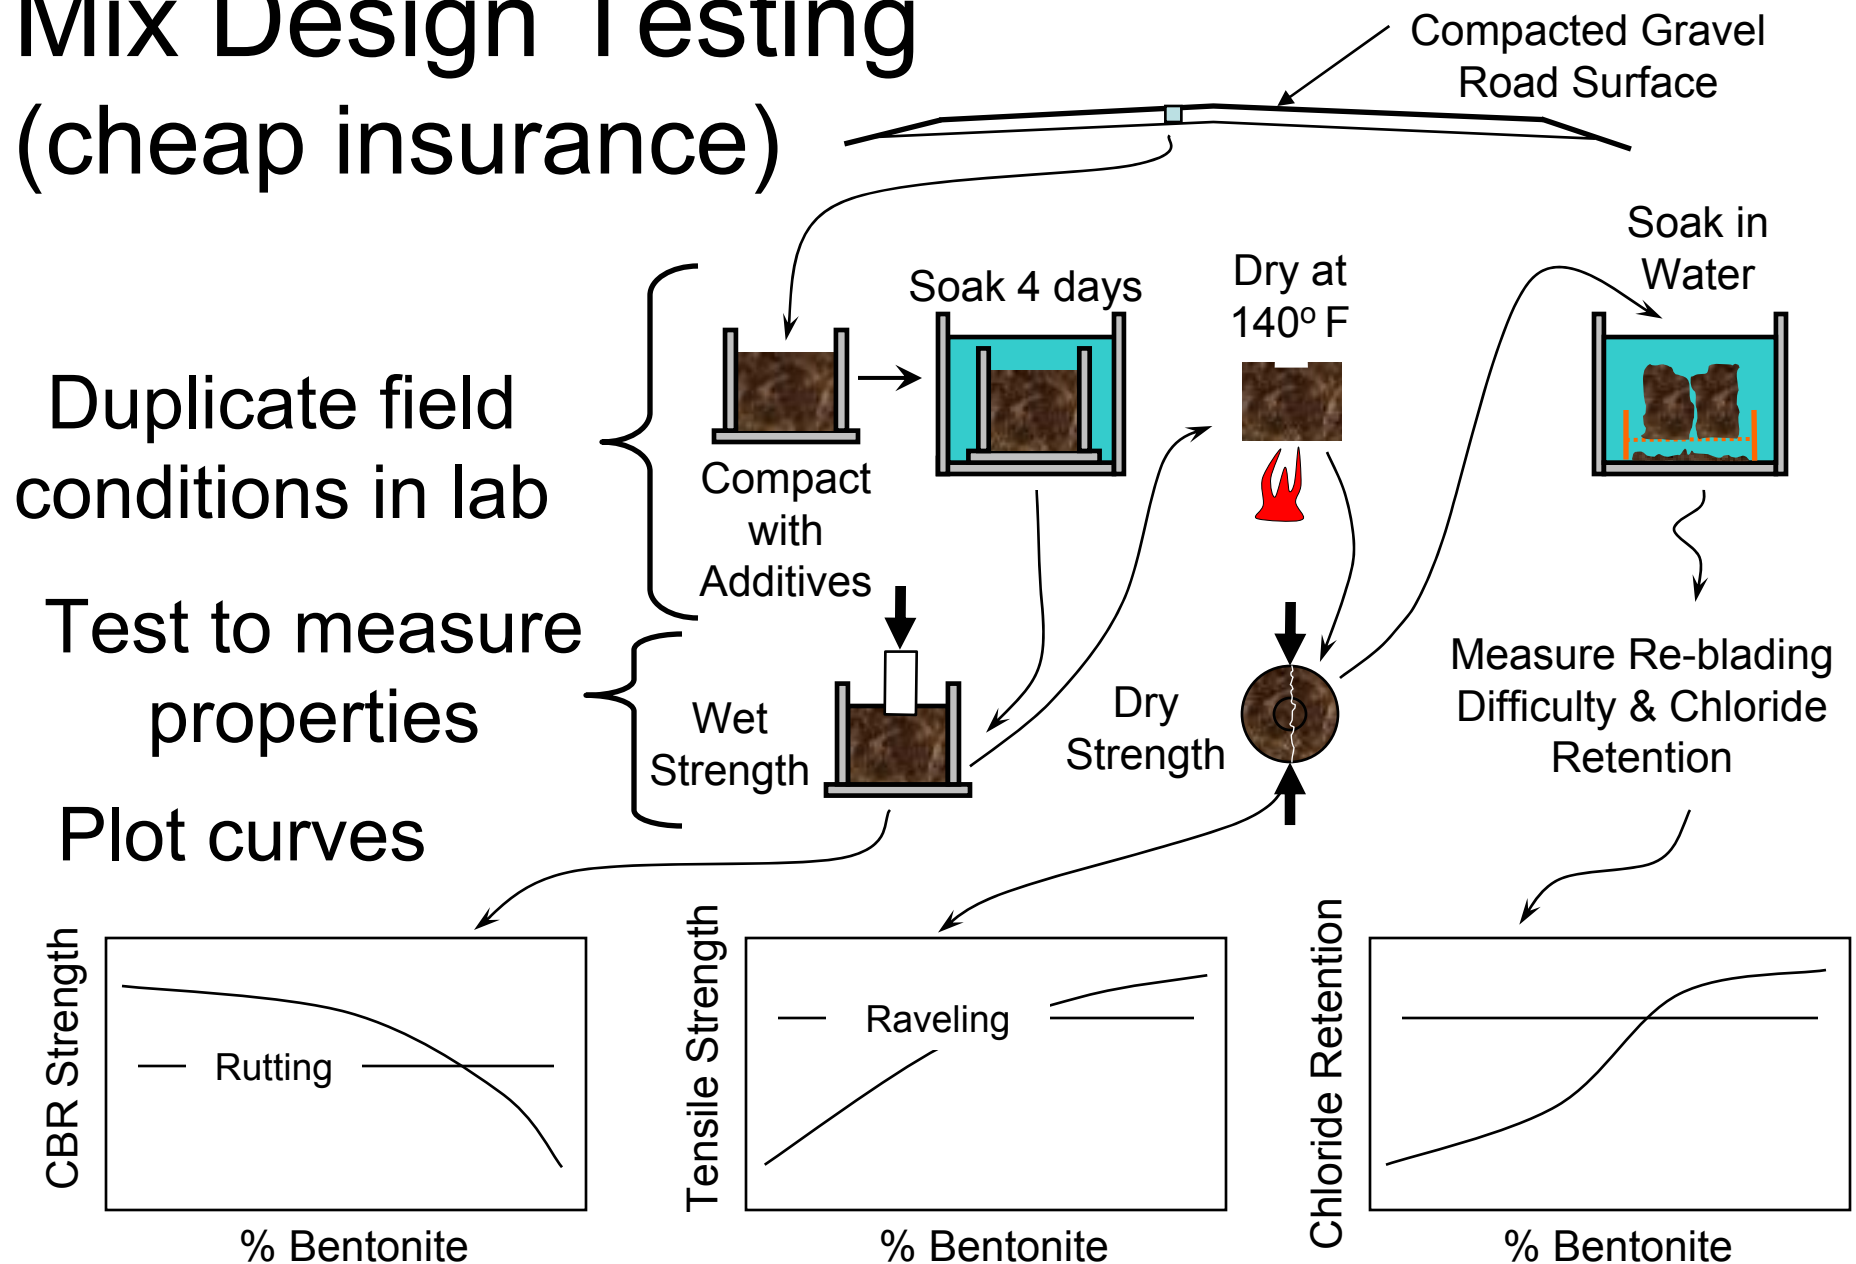 Mix Design Testing
(cheap insurance)
Compacted Gravel
Road Surface
Duplicate field
conditions in lab
Compact
with
Additives
Soak 4 days
Dry at
140º F
Soak in
Water
Test to measure
properties
Wet
Strength
Dry
Strength
Measure Re-blading
Difficulty & Chloride
Retention
Plot curves
CBR Strength
Rutting
% Bentonite
Tensile Strength
Raveling
% Bentonite
Chloride Retention
% Bentonite